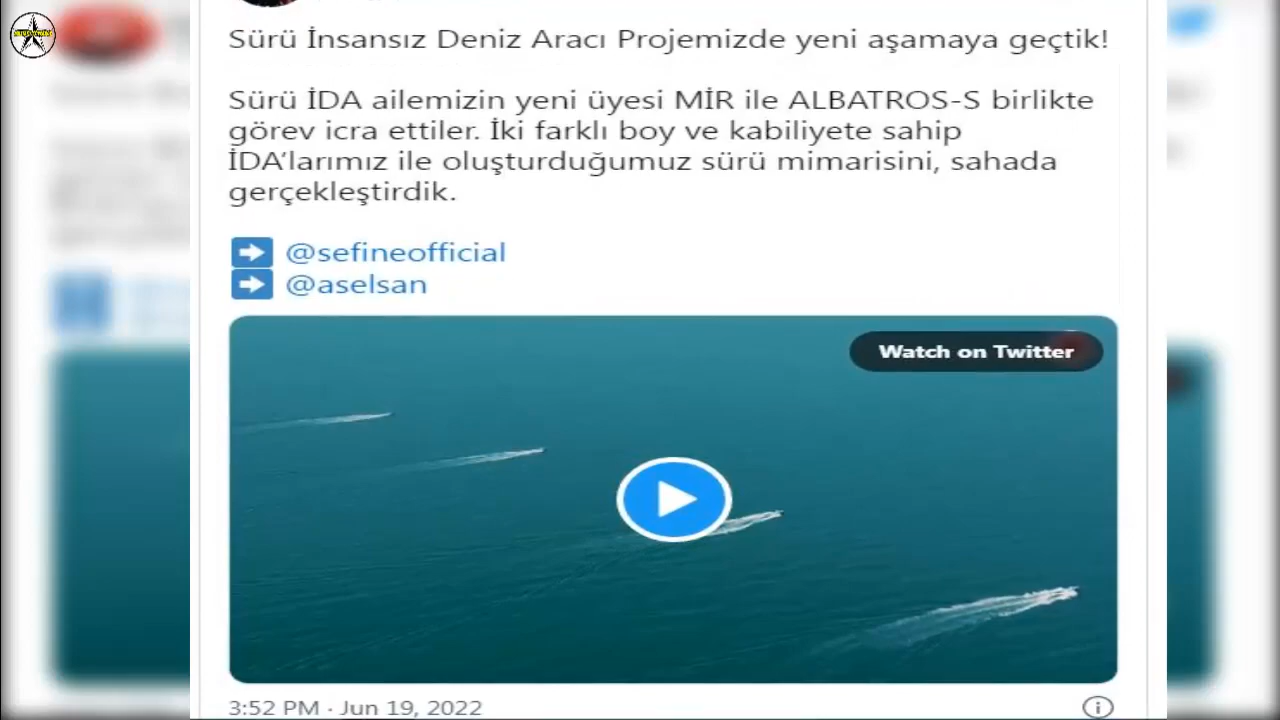 Sürü İnsansız Deniz Aracı Projemizde yeni aşamaya geçtik!
Sürü İDA ailemizin yeni üyesi MİR ile ALBATROS-S birlikte
görev icra ettiler. İki farklı boy ve kabiliyete sahip
İDA’larımız ile oluşturduğumuz sürü mimarisini, sahada
gerçekleştirdik.
@sefineofficial
@aselsan
Watch on Twitter
3:52 PM · Jun 19, 2022